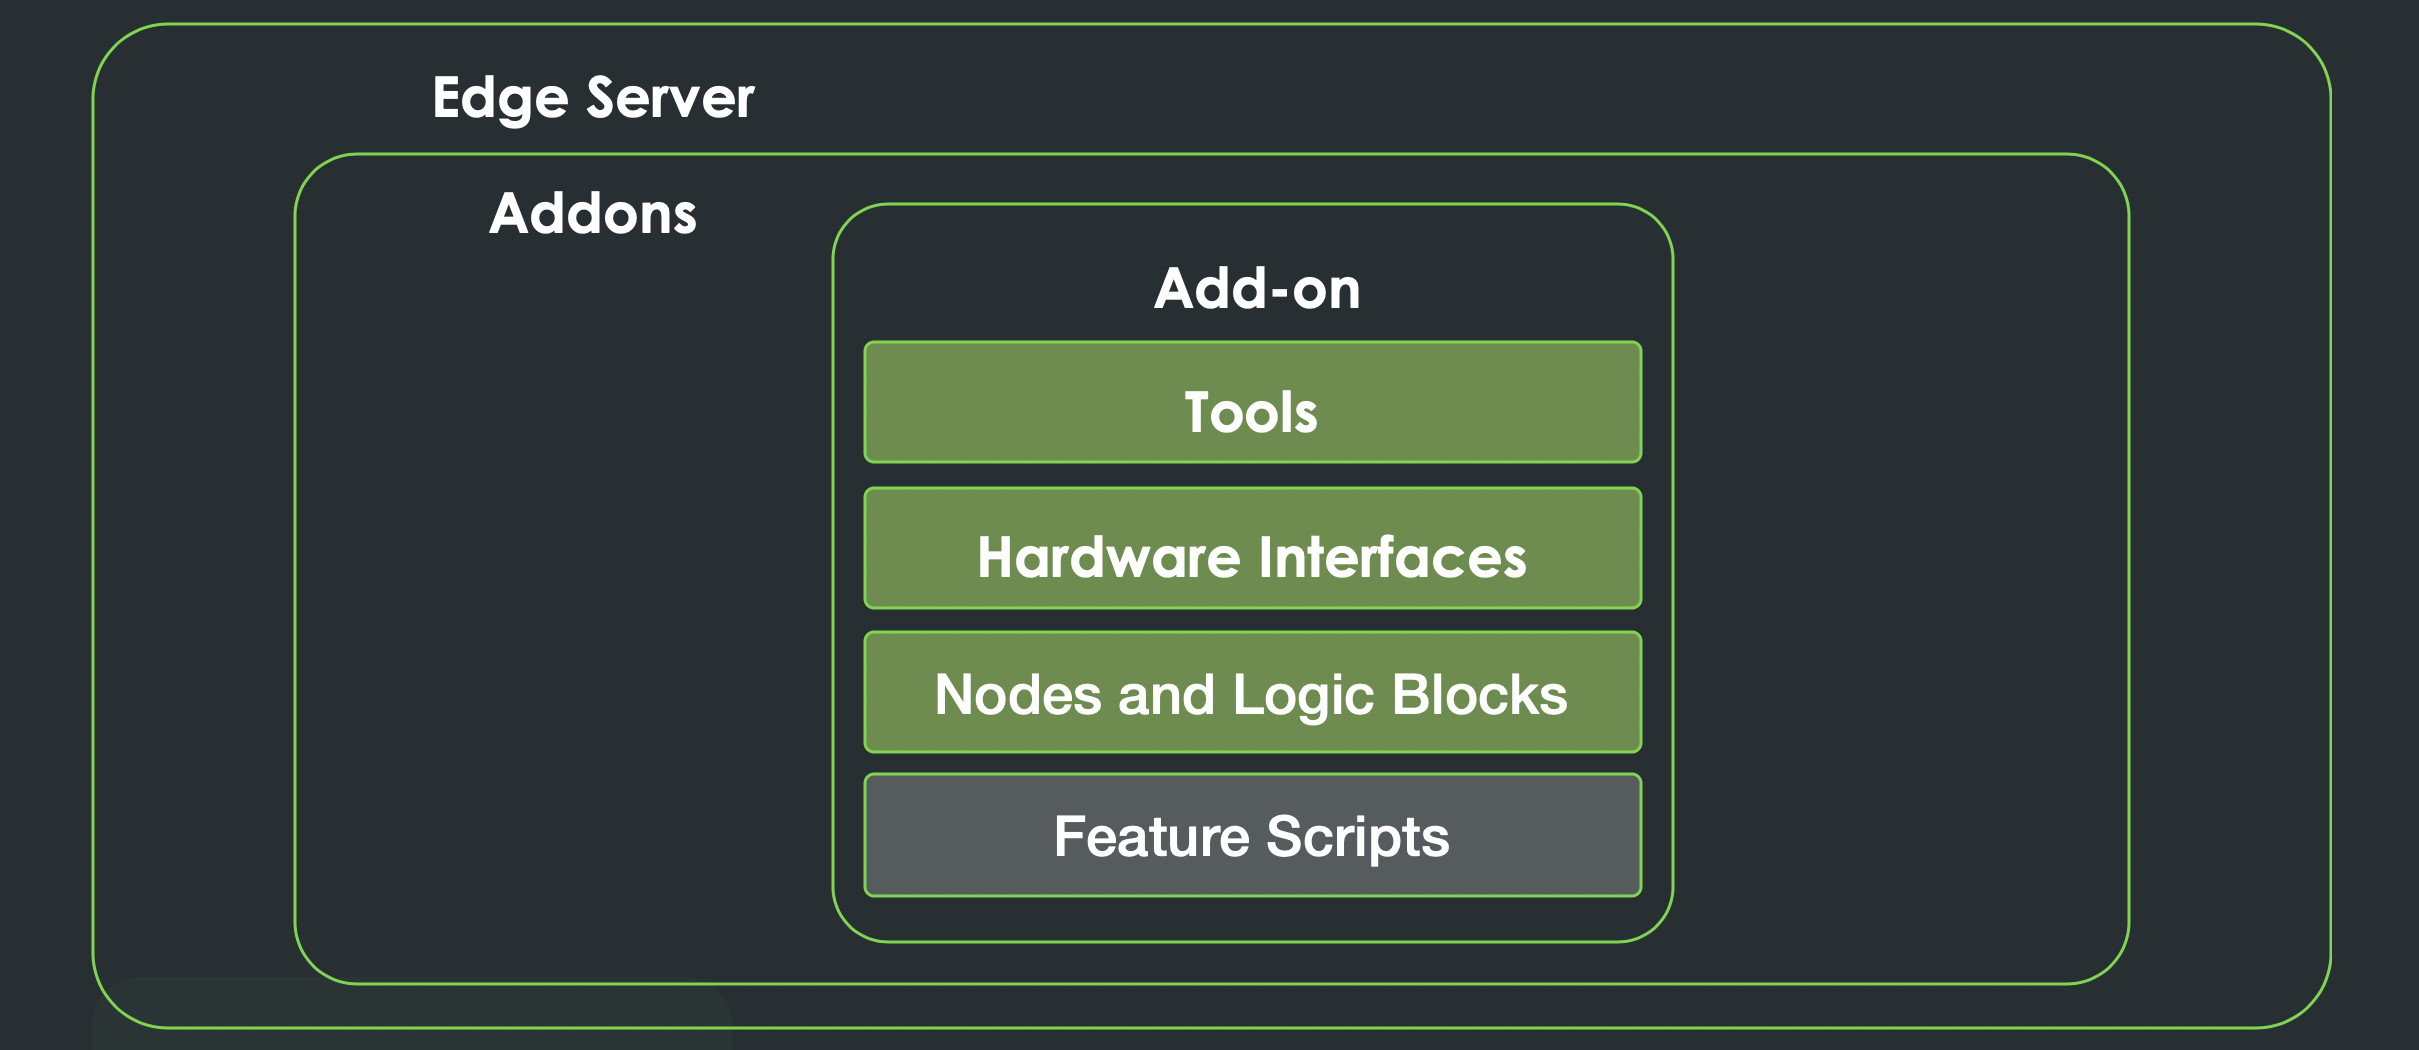 Edge Server
Addons
Add-on
Tools
Hardware Interfaces
Nodes and Logic Blocks
Feature Scripts